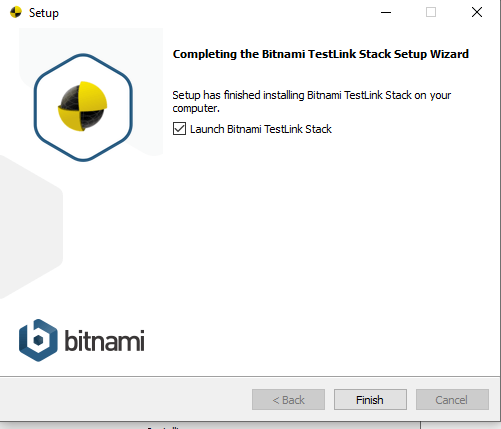 Setup
Completing the Bitnami TestLink Stack Setup Wizard
Setup has finished installing Bitnami TestLink Stack on your
computer.
Launch Bitnami TestLink Stack
bitnami
< Back
Finish
Cancel